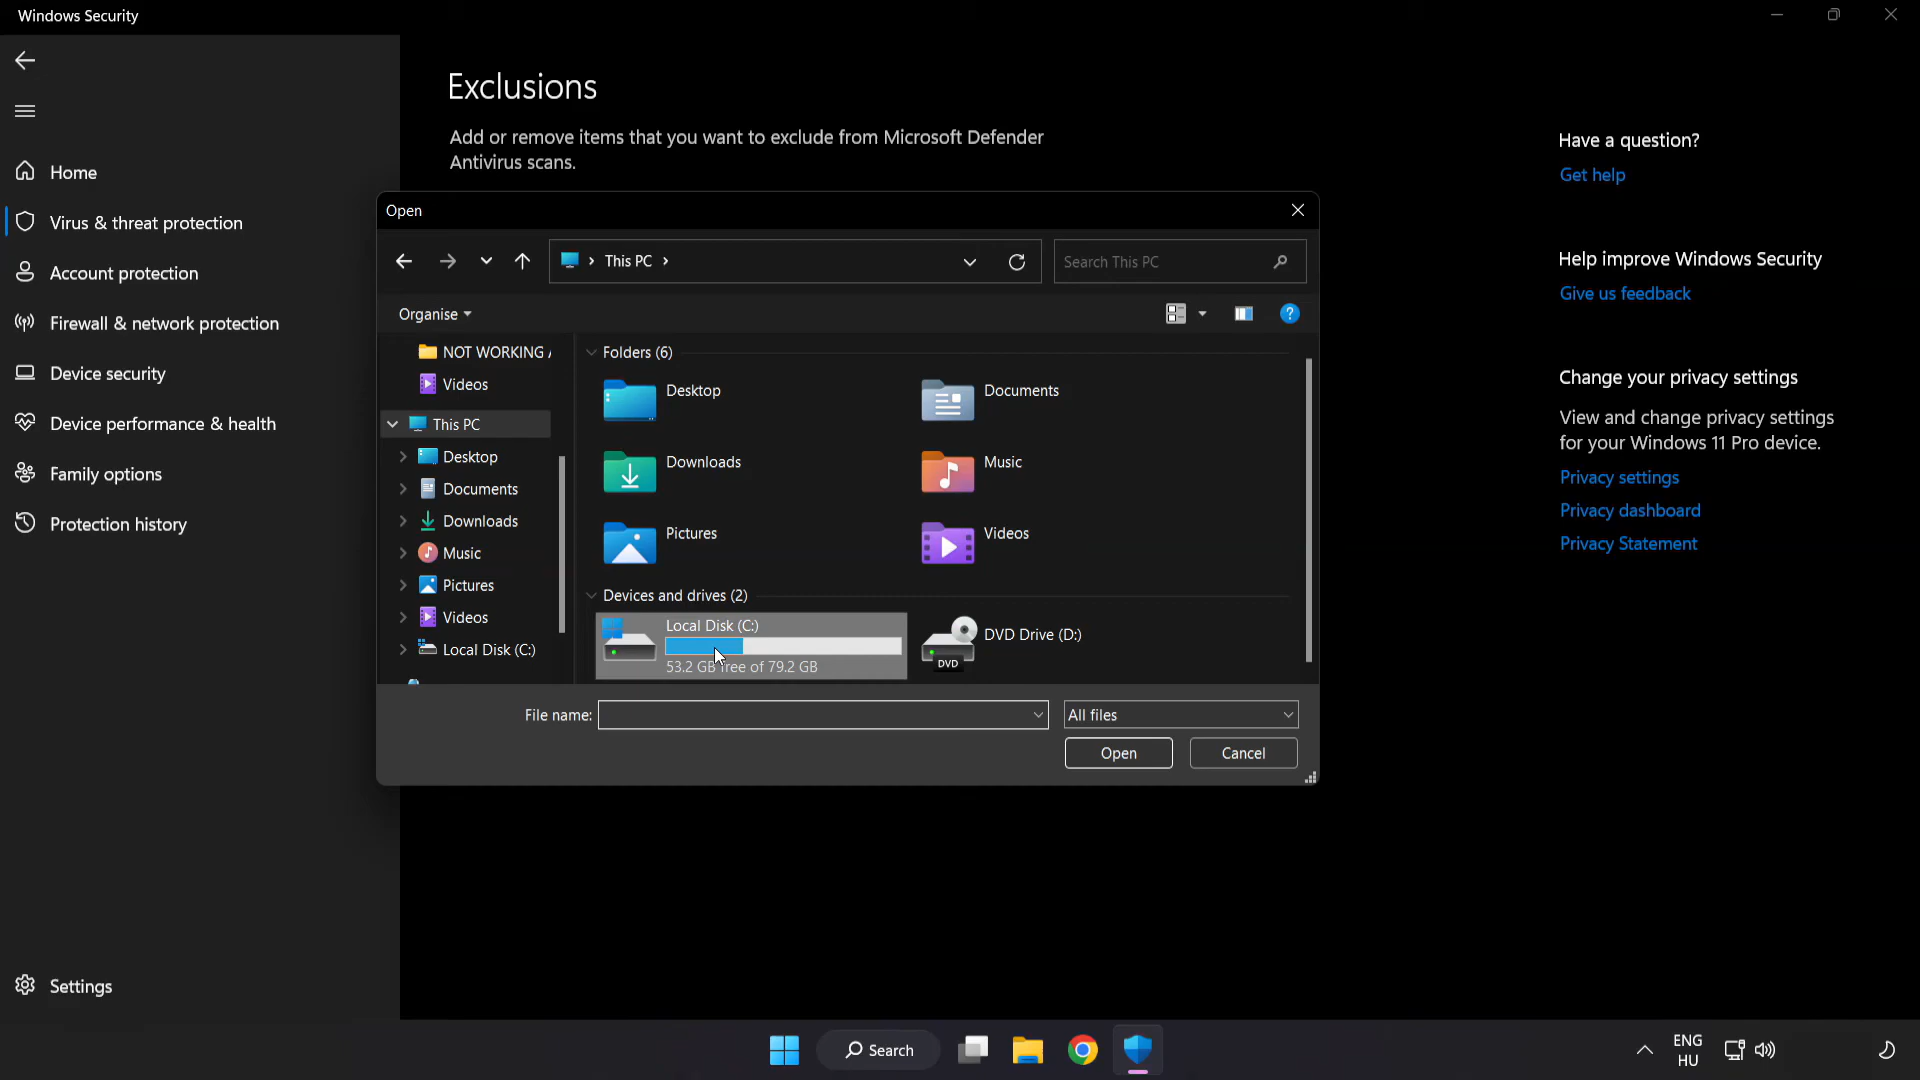 Windows Security
Home
Virus & threat protection
Account protection
Firewall & network protection
Device security
Device performance & health
Family options
Protection history
Settings
Exclusions
Add or remove items that you want to exclude from Microsoft Defender
Antivirus scans.
Open
This PC
Search This PC
Organise
NOT WORKING
Videos
This PC
Desktop
Documents
Downloads
Music
Pictures
Videos
Local Disk (C:)
Folders (6)
Desktop
Documents
Downloads
Music
Pictures
Videos
Devices and drives (2)
Local Disk (C:)
53.2 GB free of 79.2 GB
DVD Drive (D:)
DVD
File name:
All files
Open
Cancel
Have a question?
Get help
Help improve Windows Security
Give us feedback
Change your privacy settings
View and change privacy settings
for your Windows 11 Pro device.
Privacy settings
Privacy dashboard
Privacy Statement
Search
ENG
HU